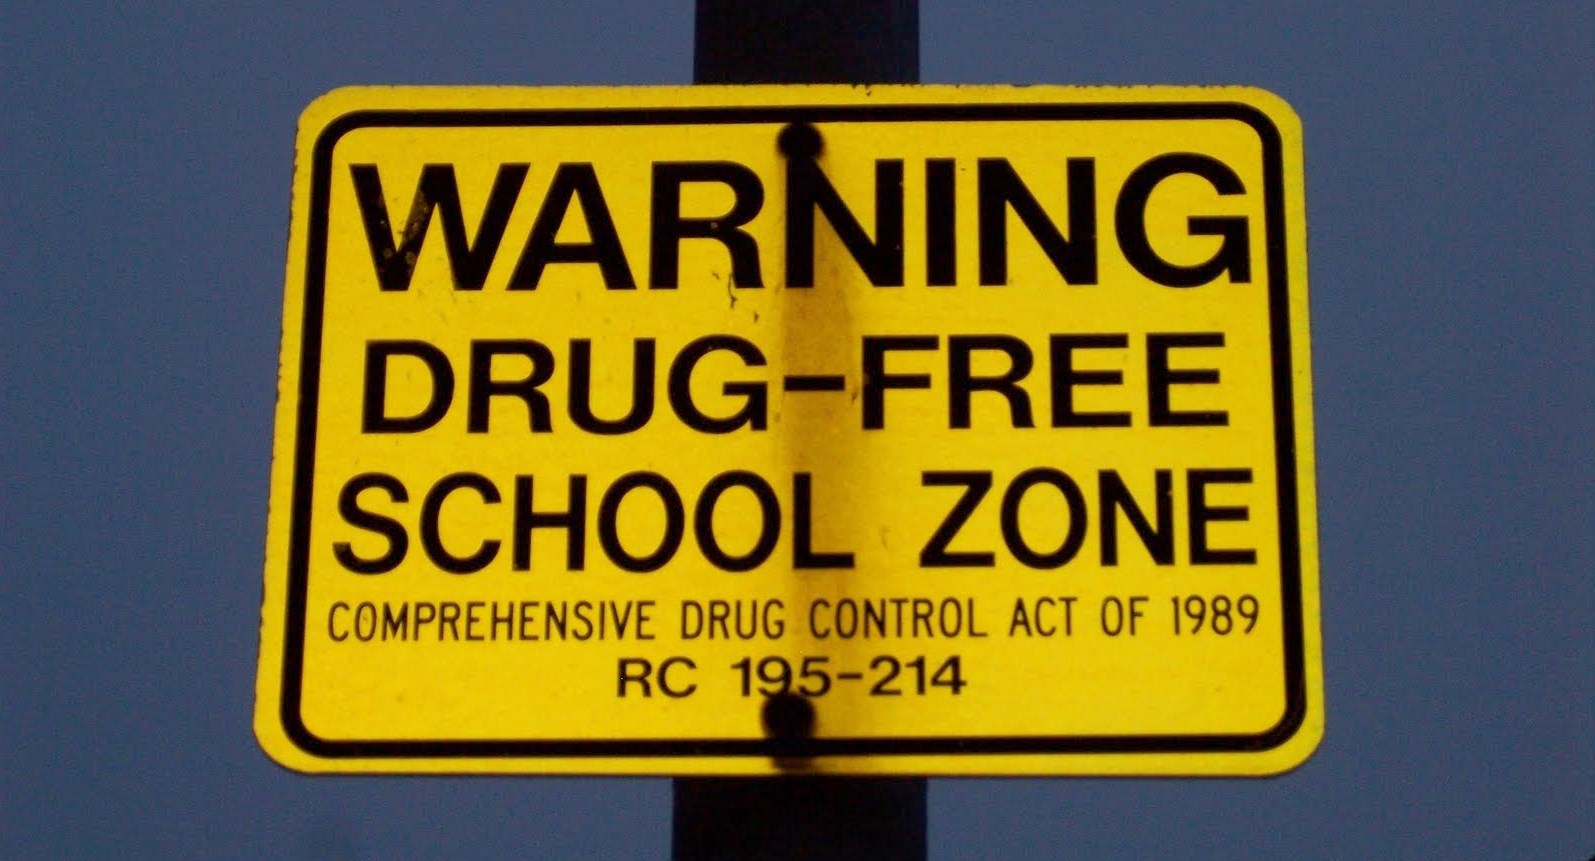 WARNING
DRUG-FREE
SCHOOL ZONE
COMPREHENSIVE DRUG CONTROL ACT OF 1989
RC 195-214